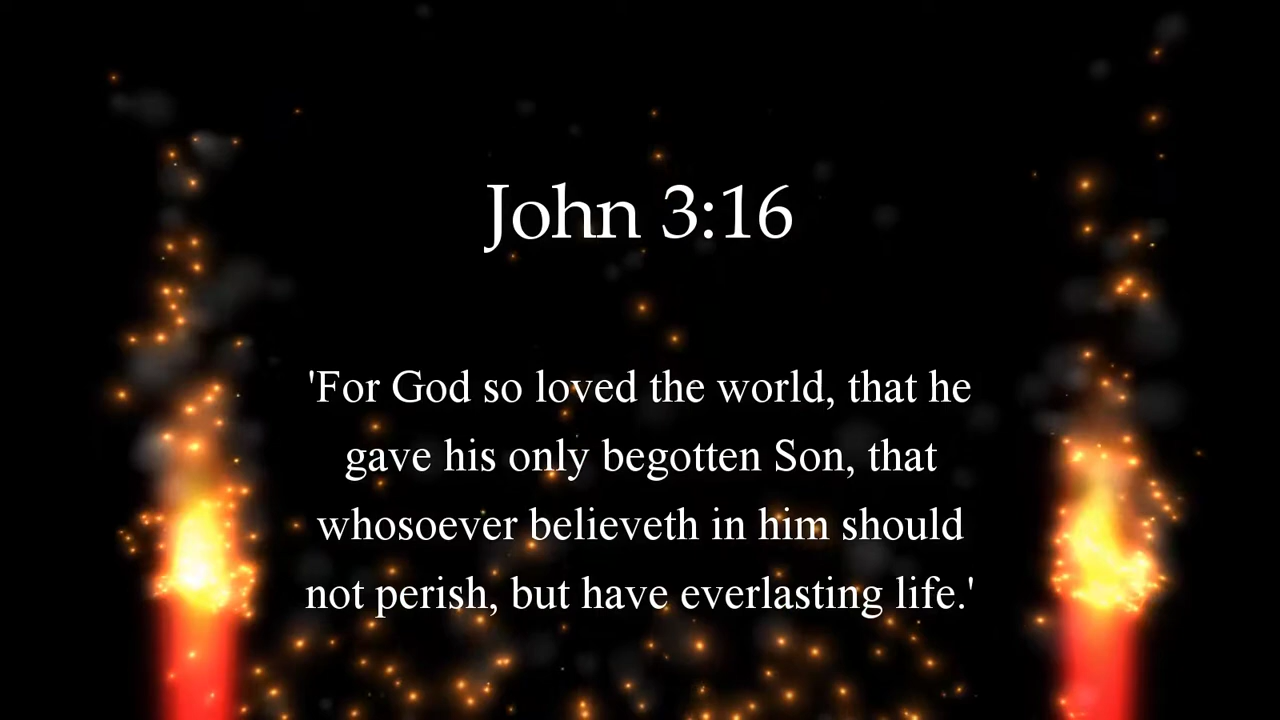 John 3:16
'For God so loved the world, that he
gave his only begotten Son, that
whosoever believeth in him should
not perish, but have everlasting life.'